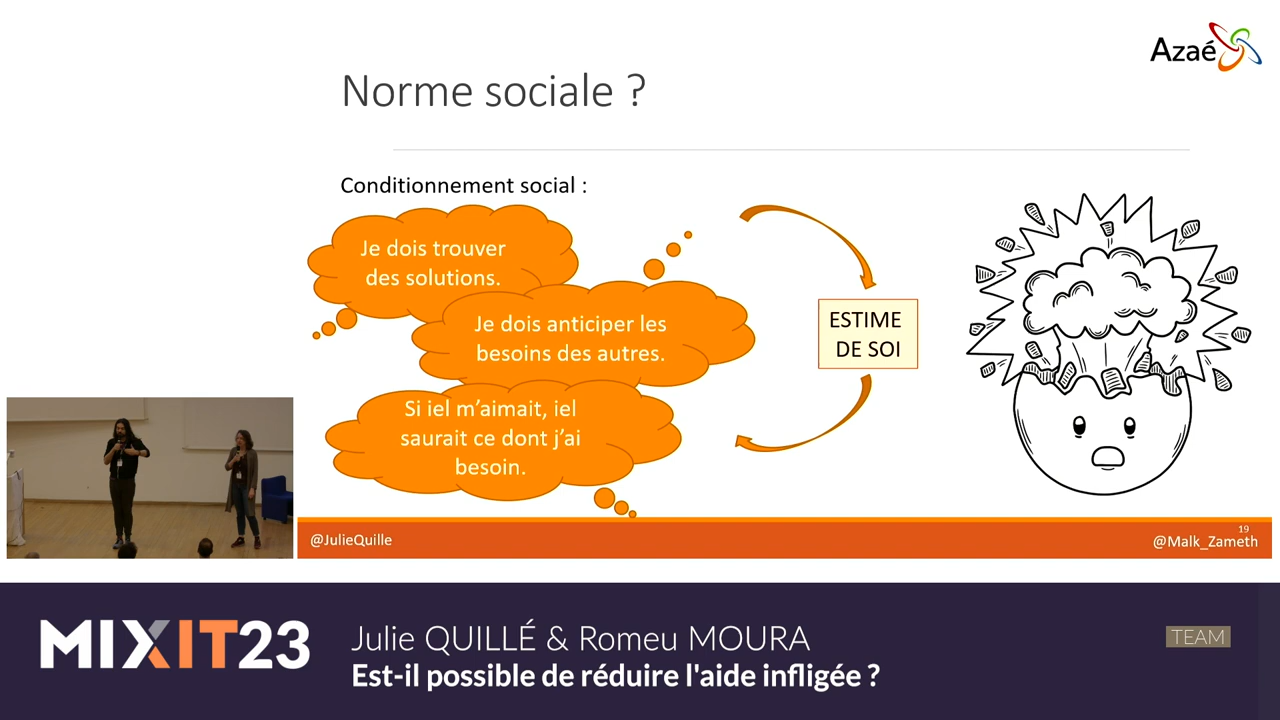 Azaé
Norme sociale ?
Conditionnement social :
Je dois trouver
des solutions.
Je dois anticiper les
besoins des autres.
Si iel m’aimait, iel
saurait ce dont j’ai
besoin.
ESTIME
DE SOI
@JulieQuille
19
@Malk_Zameth
MIXIT23
Julie QUILLÉ & Romeu MOURA
Est-il possible de réduire l'aide infligée ?
TEAM